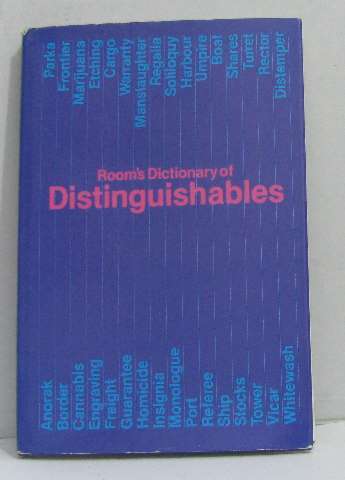 Parka
Frontier
Marijuana
Etching
Cargo
Warranty
Manslaughter
Regalia
Soliloquy
Harbour
Umpire
Boat
Shares
Turret
Rector
Distemper
Room's Dictionary of
Distinguishables
Anorak
Border
Cannabis
Engraving
Freight
Guarantee
Homicide
Insignia
Monologue
Port
Referee
Ship
Stocks
Tower
Vicar
Whitewash